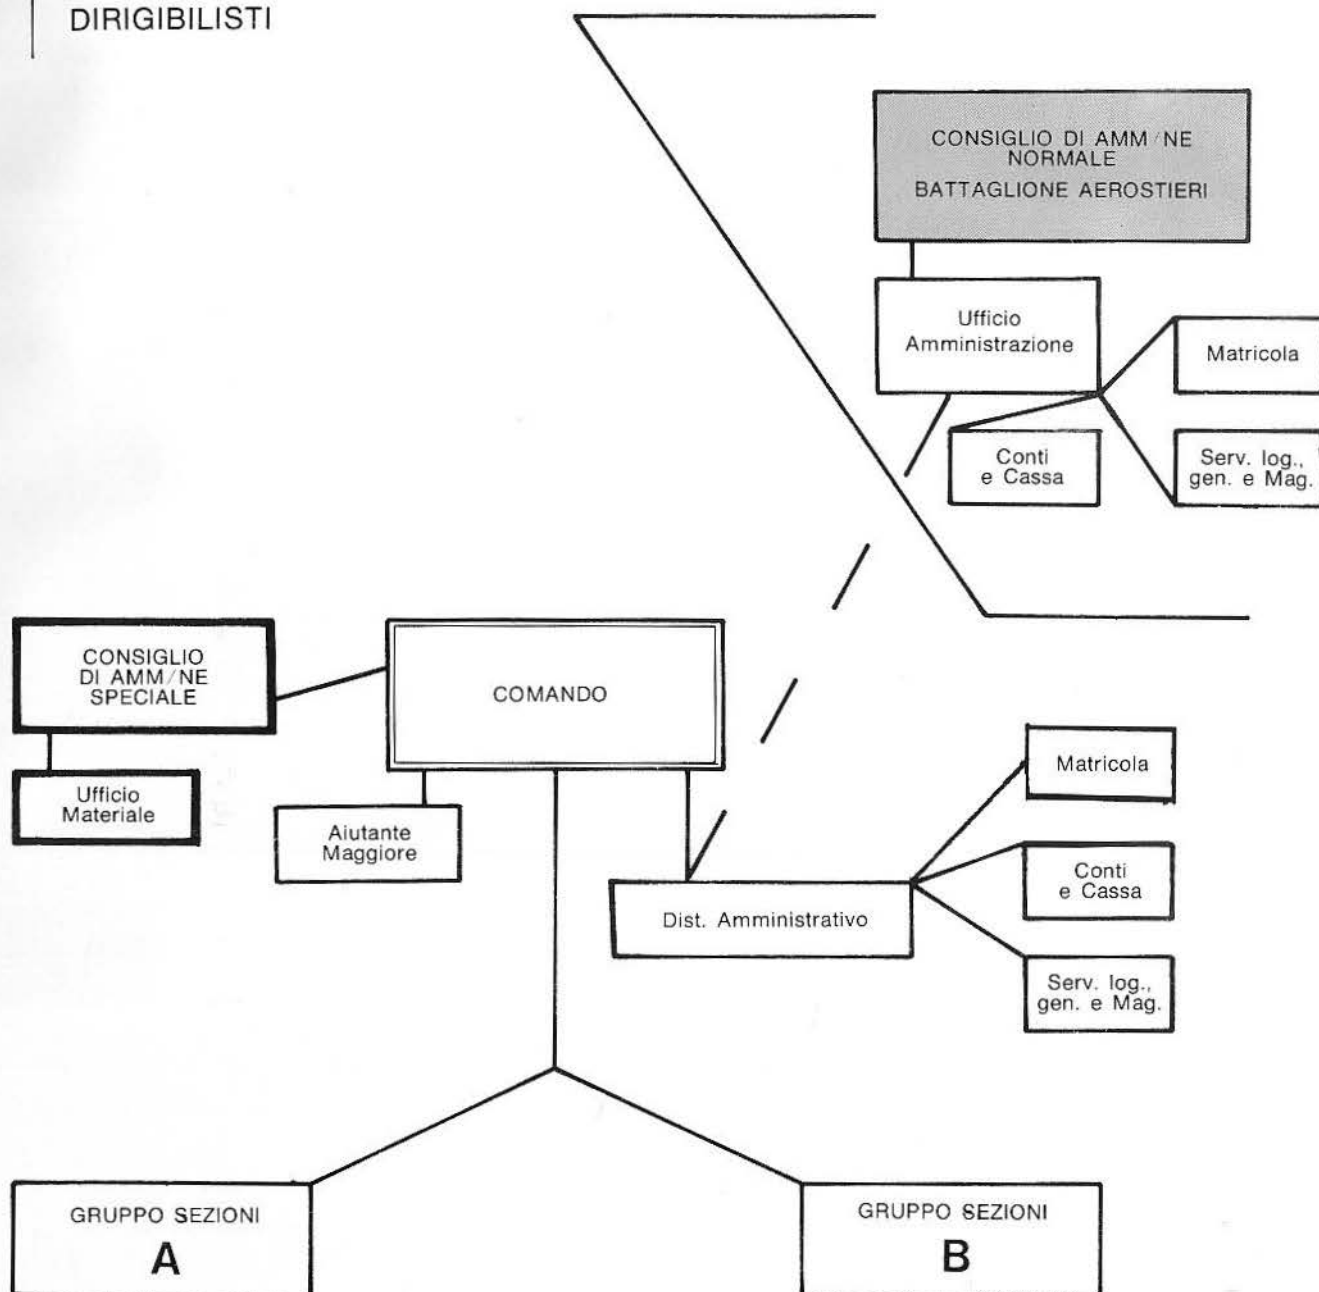 DIRIGIBILISTI
CONSIGLIO DI AMM/NE
NORMALE
BATTAGLIONE AEROSTIERI
Ufficio
Amministrazione
Matricola
Conti
e Cassa
Serv. log.,
gen. e Mag.
CONSIGLIO
DI AMM/NE
SPECIALE
COMANDO
Ufficio
Materiale
Aiutante
Maggiore
Dist. Amministrativo
Matricola
Conti
e Cassa
Serv. log.,
gen. e Mag.
GRUPPO SEZIONI
A
GRUPPO SEZIONI
B